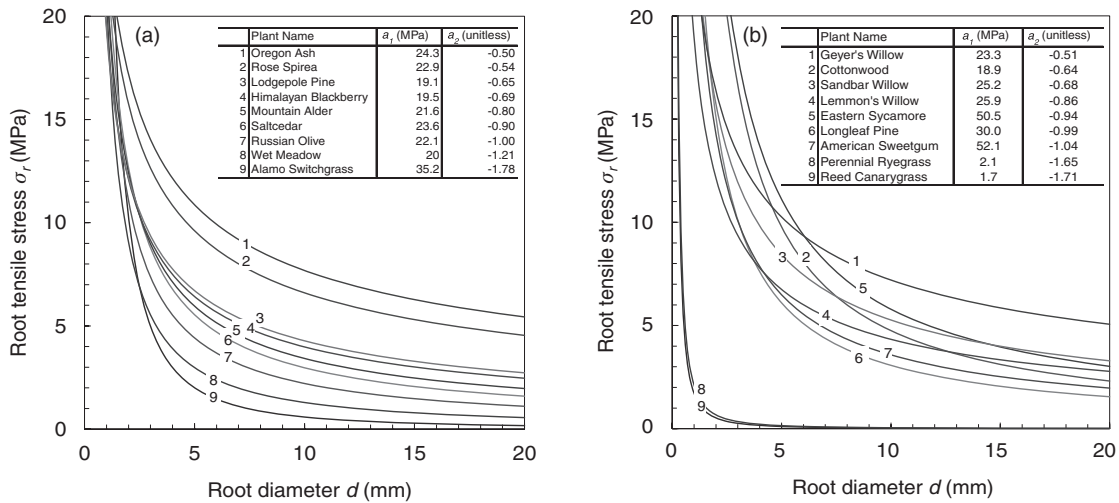 (a)
Plant Name a1 (MPa) a2 (unitless)
1 Oregon Ash 24.3 -0.50
2 Rose Spirea 22.9 -0.54
3 Lodgepole Pine 19.1 -0.65
4 Himalayan Blackberry 19.5 -0.69
5 Mountain Alder 21.6 -0.80
6 Saltcedar 23.6 -0.90
7 Russian Olive 22.1 -1.00
8 Wet Meadow 20 -1.21
9 Alamo Switchgrass 35.2 -1.78
Root tensile stress σr (MPa)
20
15
10
5
0
1
2
3
4
5
6
7
8
9
0 5 10 15 20
Root diameter d (mm)
(b)
Plant Name a1 (MPa) a2 (unitless)
1 Geyer's Willow 23.3 -0.51
2 Cottonwood 18.9 -0.64
3 Sandbar Willow 25.2 -0.68
4 Lemmon's Willow 25.9 -0.86
5 Eastern Sycamore 50.5 -0.94
6 Longleaf Pine 30.0 -0.99
7 American Sweetgum 52.1 -1.04
8 Perennial Ryegrass 2.1 -1.65
9 Reed Canarygrass 1.7 -1.71
Root tensile stress σr (MPa)
20
15
10
5
0
1
2
3
5
4
7
6
8
9
0 5 10 15 20
Root diameter d (mm)